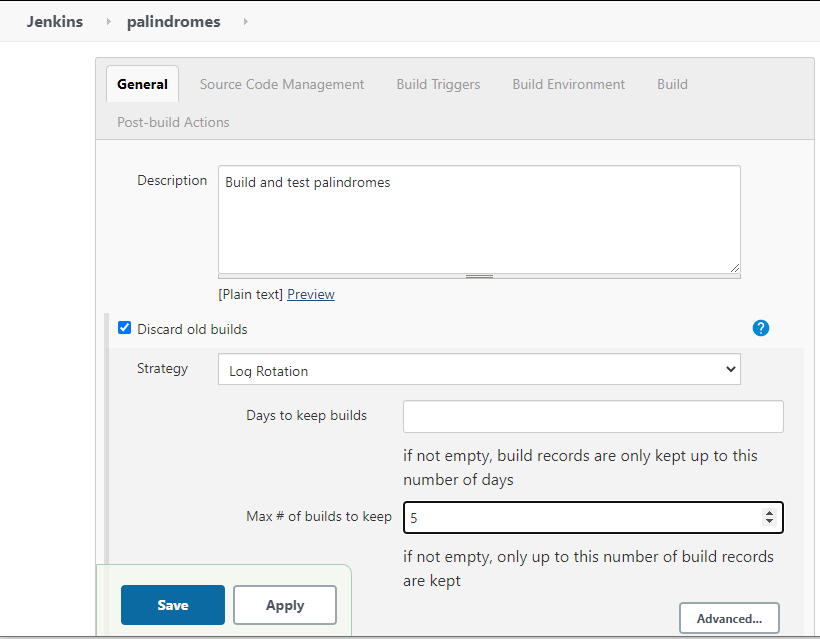 Jenkins palindromes
General Source Code Management Build Triggers Build Environment Build
Post-build Actions
Description Build and test palindromes
[Plain text] Preview
Discard old builds ?
Strategy Log Rotation
Days to keep builds
if not empty, build records are only kept up to this
number of days
Max # of builds to keep 5
if not empty, only up to this number of build records
are kept
Save Apply
Advanced...